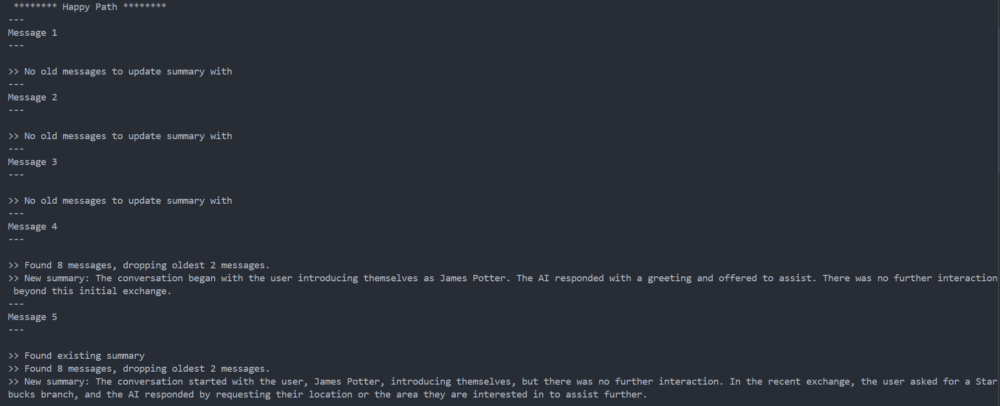 ******** Happy Path ********
---
Message 1
---
>> No old messages to update summary with
---
Message 2
---
>> No old messages to update summary with
---
Message 3
---
>> No old messages to update summary with
---
Message 4
---
>> Found 8 messages, dropping oldest 2 messages.
>> New summary: The conversation began with the user introducing themselves as James Potter. The AI responded with a greeting and offered to assist. There was no further interaction
beyond this initial exchange.
---
Message 5
---
>> Found existing summary
>> Found 8 messages, dropping oldest 2 messages.
>> New summary: The conversation started with the user, James Potter, introducing themselves, but there was no further interaction. In the recent exchange, the user asked for a Star
bucks branch, and the AI responded by requesting their location or the area they are interested in to assist further.